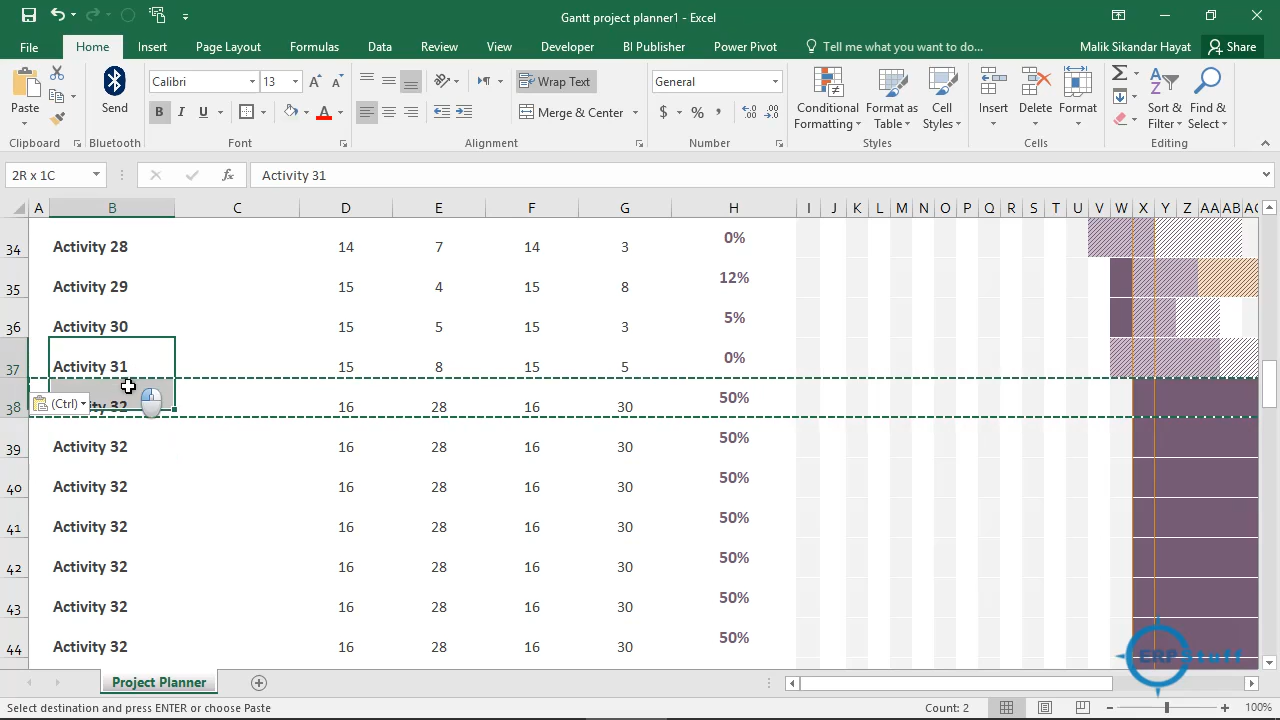 Gantt project planner1 - Excel
File Home Insert Page Layout Formulas Data Review View Developer BI Publisher Power Pivot Tell me what you want to do... Malik Sikandar Hayat Share
Paste Send Calibri 13 Wrap Text General Conditional Formatting Format as Table Cell Styles Insert Delete Format Sort & Filter Find & Select
B I U A Merge & Center $ % ,
Clipboard Bluetooth Font Alignment Number Styles Cells Editing
2R x 1C fx Activity 31
A B C D E F G H I J K L M N O P Q R S T U V W X Y Z AA AB AC
34 Activity 28 14 7 14 3 0%
35 Activity 29 15 4 15 8 12%
36 Activity 30 15 5 15 3 5%
37 Activity 31 15 8 15 5 0%
38 (Ctrl) ty 32 16 28 16 30 50%
39 Activity 32 16 28 16 30 50%
40 Activity 32 16 28 16 30 50%
41 Activity 32 16 28 16 30 50%
42 Activity 32 16 28 16 30 50%
43 Activity 32 16 28 16 30 50%
44 Activity 32 16 28 16 30 50%
ERPstuff
Project Planner
Select destination and press ENTER or choose Paste Count: 2 100%